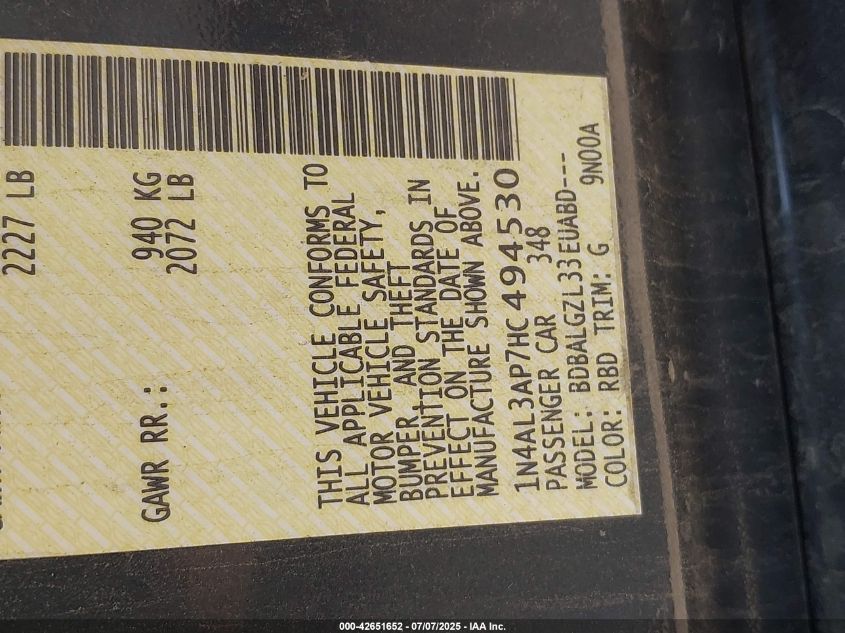 2227 LB
GAWR RR.: 940 KG
2072 LB
THIS VEHICLE CONFORMS TO
ALL APPLICABLE FEDERAL
MOTOR VEHICLE SAFETY,
BUMPER, AND THEFT
PREVENTION STANDARDS IN
EFFECT ON THE DATE OF
MANUFACTURE SHOWN ABOVE.
1N4AL3AP7HC494530
PASSENGER CAR 348
MODEL: BDBALGZL33EUABD---
COLOR: RBD TRIM: G 9N00A
000-42651652 - 07/07/2025 - IAA Inc.